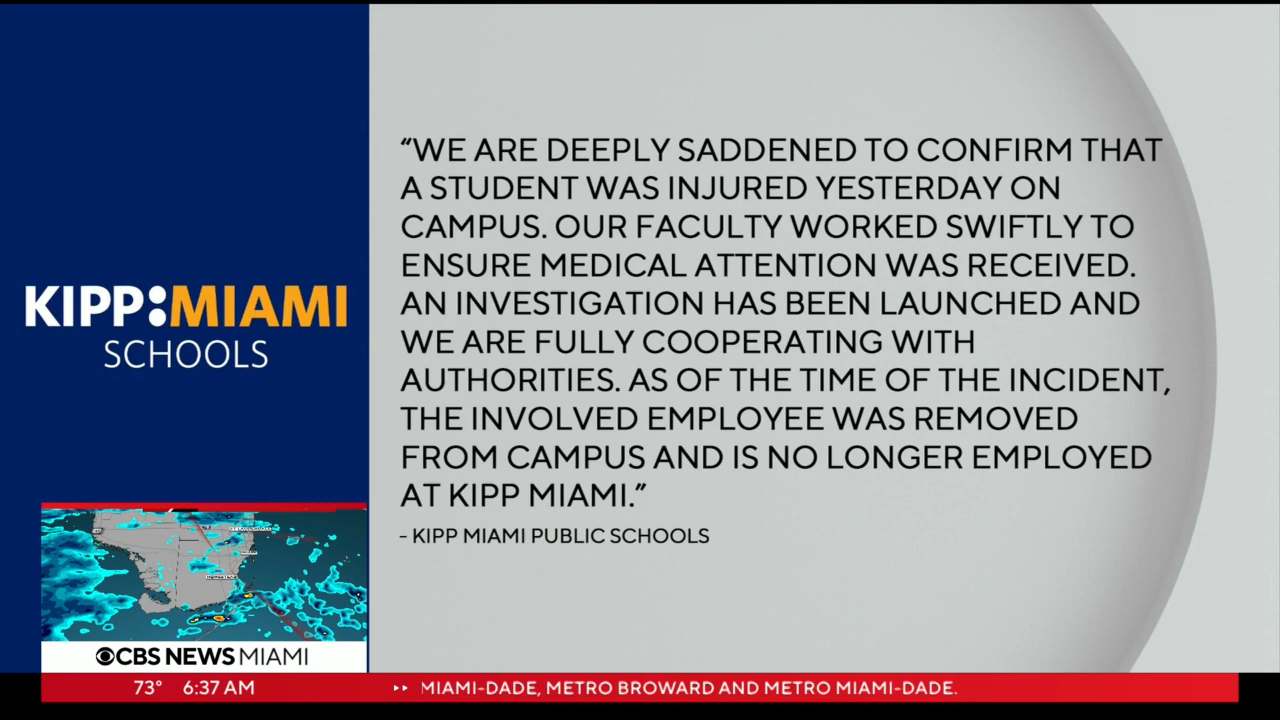 “WE ARE DEEPLY SADDENED TO CONFIRM THAT
A STUDENT WAS INJURED YESTERDAY ON
CAMPUS. OUR FACULTY WORKED SWIFTLY TO
ENSURE MEDICAL ATTENTION WAS RECEIVED.
AN INVESTIGATION HAS BEEN LAUNCHED AND
WE ARE FULLY COOPERATING WITH
AUTHORITIES. AS OF THE TIME OF THE INCIDENT,
THE INVOLVED EMPLOYEE WAS REMOVED
FROM CAMPUS AND IS NO LONGER EMPLOYED
AT KIPP MIAMI.”
- KIPP MIAMI PUBLIC SCHOOLS
KIPP:MIAMI
SCHOOLS
CBS NEWS MIAMI
73° 6:37 AM
MIAMI-DADE, METRO BROWARD AND METRO MIAMI-DADE.